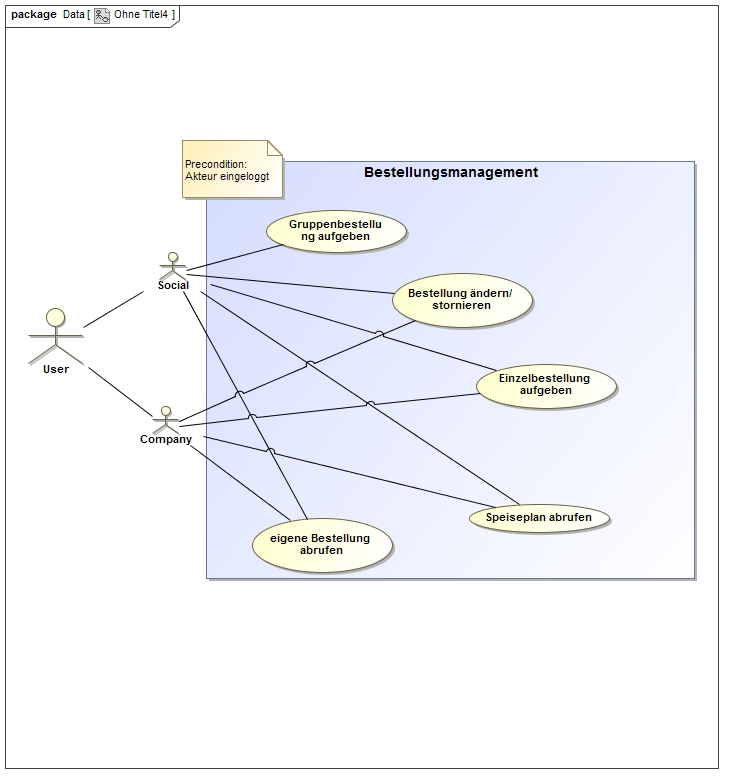 package Data [ Ohne Titel4 ]
Precondition:
Akteur eingeloggt
Bestellungsmanagement
Gruppenbestellu
ng aufgeben
Social
Bestellung ändern/
stornieren
User
Einzelbestellung
aufgeben
Company
Speiseplan abrufen
eigene Bestellung
abrufen